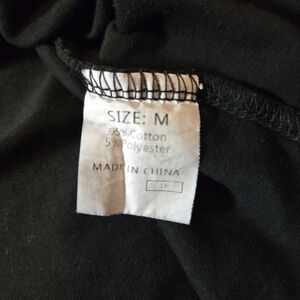 SIZE: M
95% Cotton
5% Polyester
MADE IN CHINA